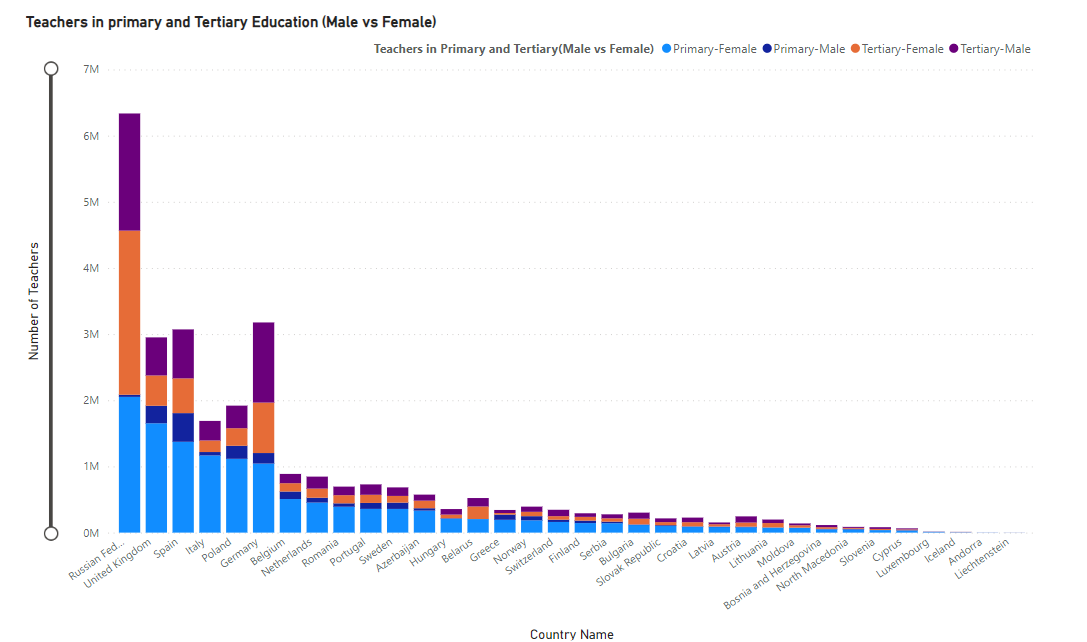 Teachers in primary and Tertiary Education (Male vs Female)
Teachers in Primary and Tertiary(Male vs Female) Primary-Female Primary-Male Tertiary-Female Tertiary-Male
7M
6M
5M
4M
3M
2M
1M
0M
Number of Teachers
Russian Fed...
United Kingdom
Spain
Italy
Poland
Germany
Belgium
Netherlands
Romania
Portugal
Sweden
Azerbaijan
Hungary
Belarus
Greece
Norway
Switzerland
Finland
Serbia
Bulgaria
Slovak Republic
Croatia
Latvia
Austria
Lithuania
Moldova
Bosnia and Herzegovina
North Macedonia
Slovenia
Cyprus
Luxembourg
Iceland
Andorra
Liechtenstein
Country Name